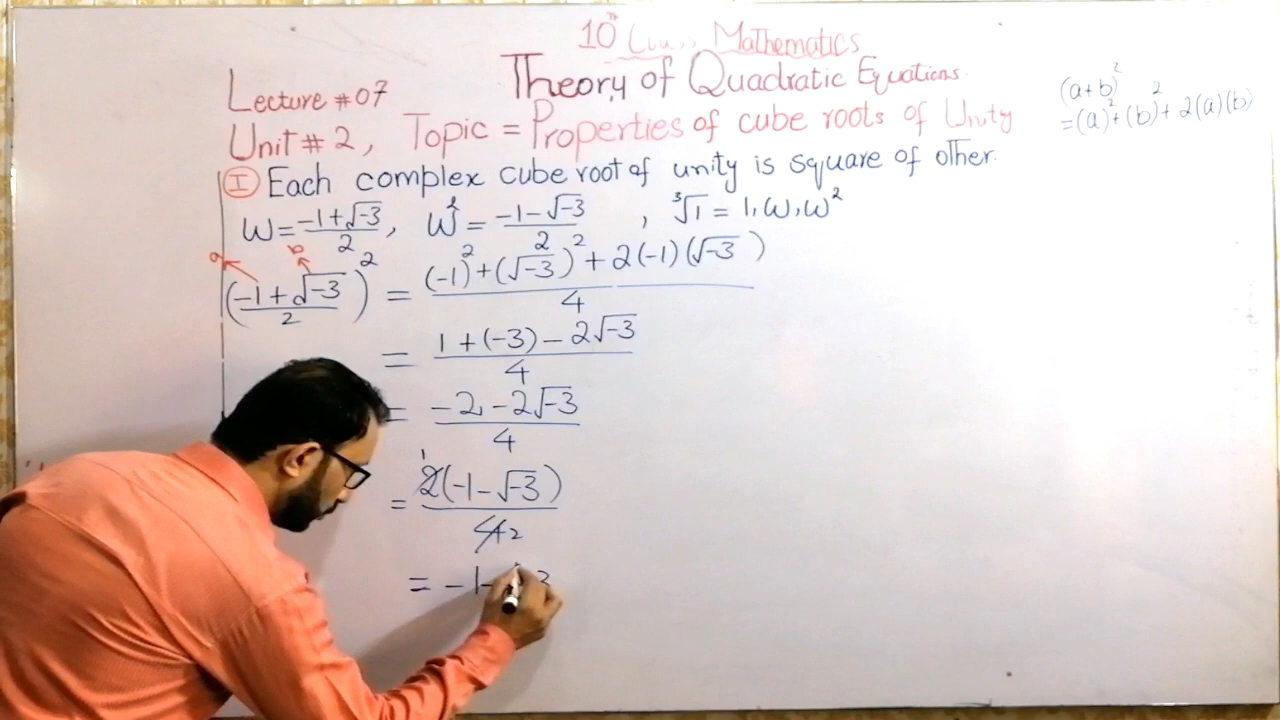 10th Class Mathematics
Theory of Quadratic Equations.
Lecture # 07
Unit # 2, Topic = Properties of cube roots of Unity
(a+b)²
=(a)²+(b)²+2(a)(b)
I Each complex cube root of unity is square of other.
ω = (-1+√-3)/2, ω² = (-1-√-3)/2, ³√1 = 1, ω, ω²
a b
((-1+√-3)/2)² = ((-1)²+(√-3)²+2(-1)(√-3))/4
= (1+(-3)-2√-3)/4
= (-2-2√-3)/4
= 2(-1-√-3)/4 1 2
= -1-